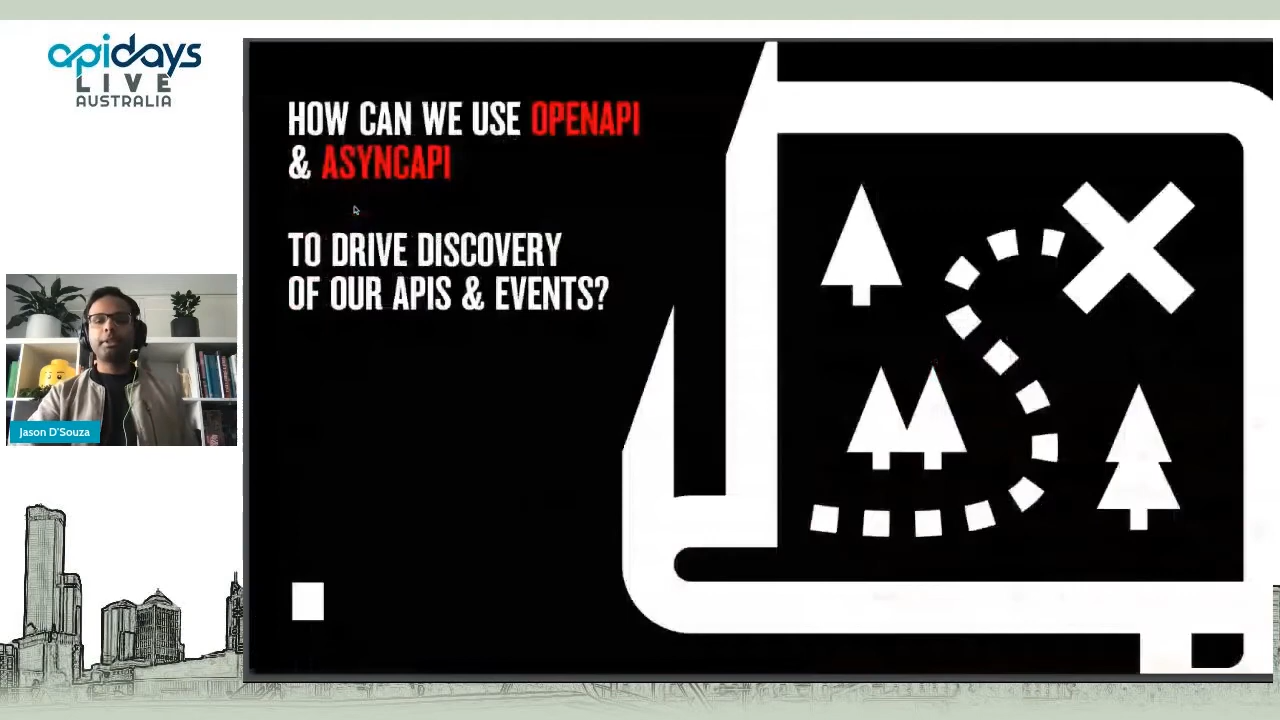 apidays
LIVE
AUSTRALIA
HOW CAN WE USE OPENAPI
& ASYNCAPI
TO DRIVE DISCOVERY
OF OUR APIS & EVENTS?
Jason D'Souza